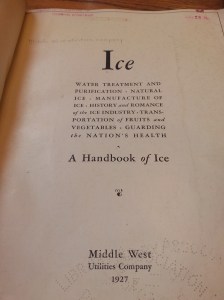 Ice
WATER TREATMENT AND
PURIFICATION · NATURAL
ICE · MANUFACTURE OF
ICE · HISTORY and ROMANCE
of the ICE INDUSTRY · TRANS-
PORTATION of FRUITS and
VEGETABLES · GUARDING
the NATION'S HEALTH
A Handbook of Ice
Middle West
Utilities Company
1927